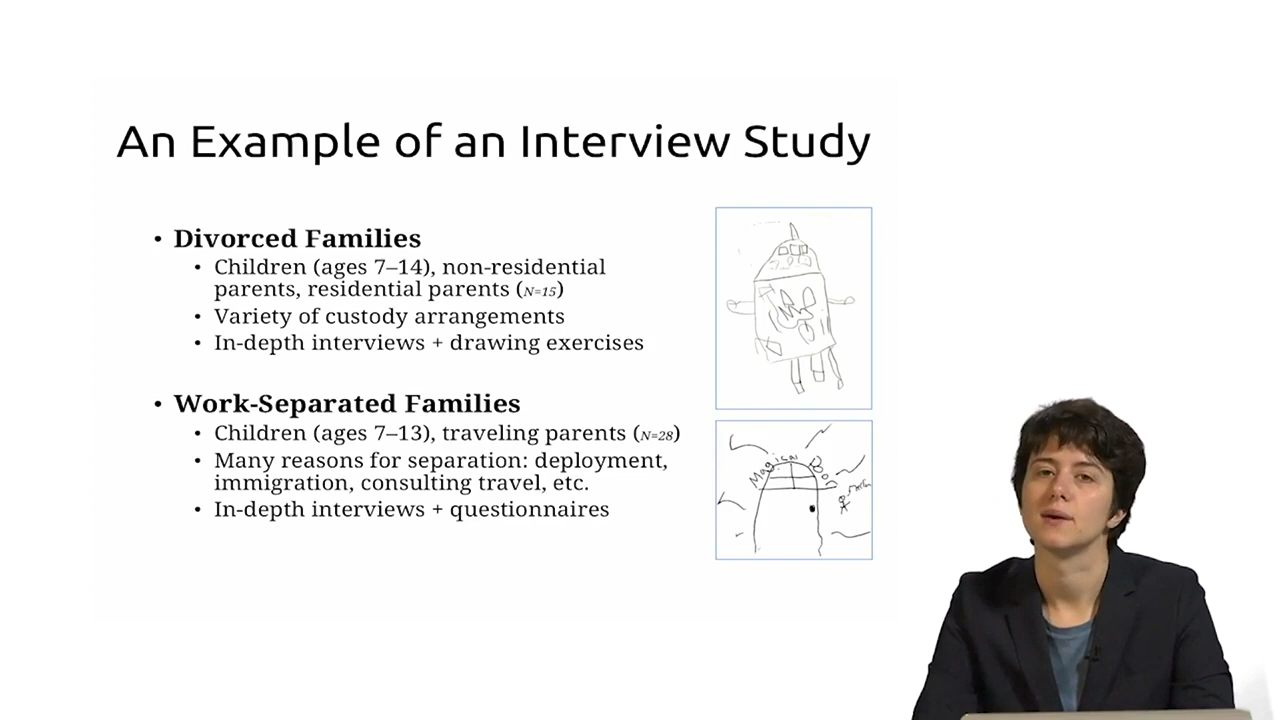 An Example of an Interview Study
• Divorced Families
• Children (ages 7–14), non-residential
parents, residential parents (N=15)
• Variety of custody arrangements
• In-depth interviews + drawing exercises
• Work-Separated Families
• Children (ages 7–13), traveling parents (N=28)
• Many reasons for separation: deployment,
immigration, consulting travel, etc.
• In-depth interviews + questionnaires
Magical Door